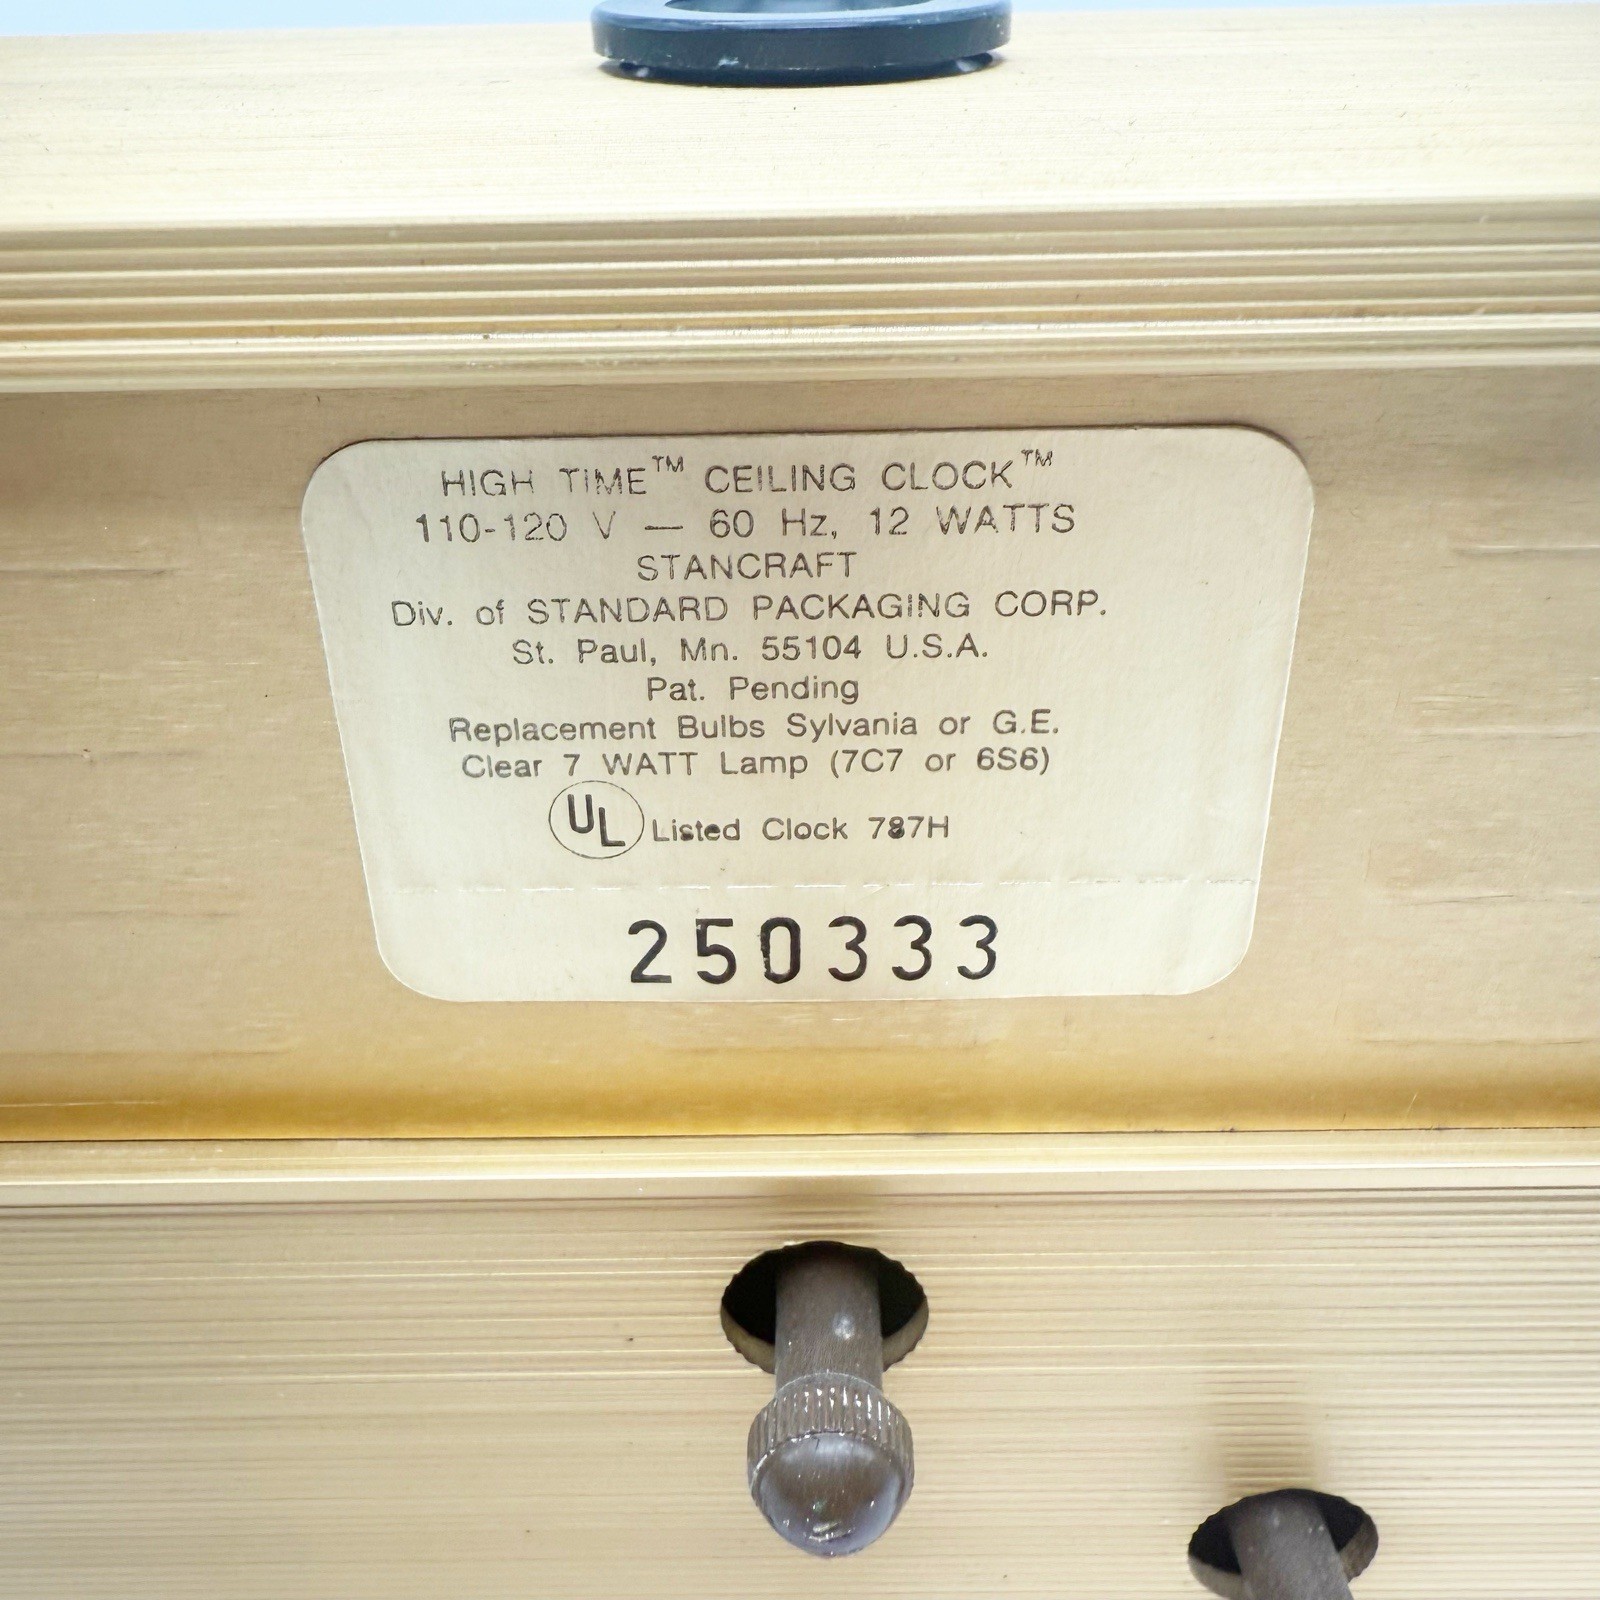 HIGH TIME™ CEILING CLOCK™
110-120 V — 60 Hz, 12 WATTS
STANCRAFT
Div. of STANDARD PACKAGING CORP.
St. Paul, Mn. 55104 U.S.A.
Pat. Pending
Replacement Bulbs Sylvania or G.E.
Clear 7 WATT Lamp (7C7 or 6S6)
UL Listed Clock 787H
250333